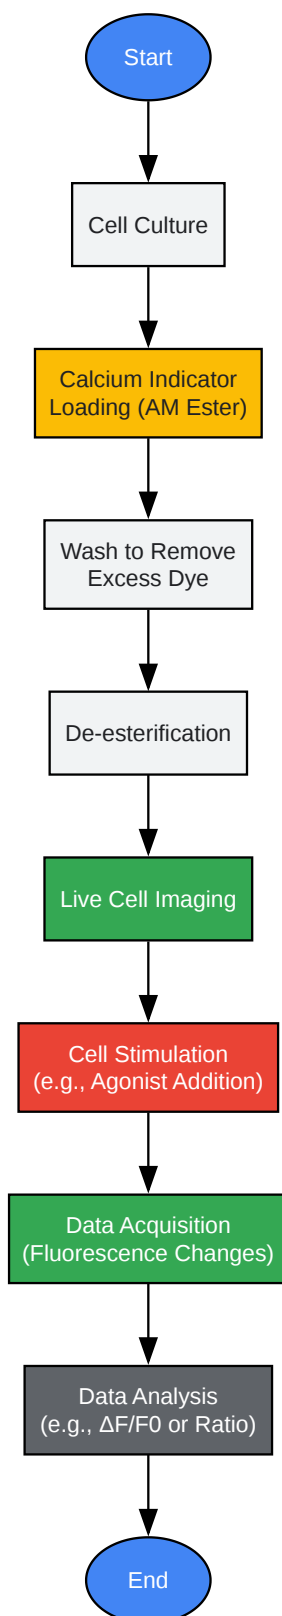 Start
Cell Culture
Calcium Indicator
Loading (AM Ester)
Wash to Remove
Excess Dye
De-esterification
Live Cell Imaging
Cell Stimulation
(e.g., Agonist Addition)
Data Acquisition
(Fluorescence Changes)
Data Analysis
(e.g., ΔF/F0 or Ratio)
End